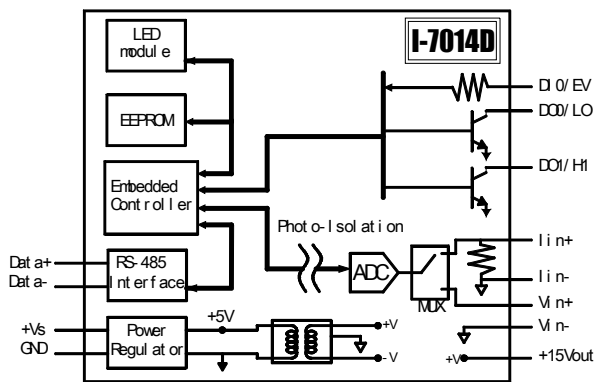 I-7014D
LED
module
DI0/EV
DO0/LO
EEPROM
DO1/H1
Embedded
Controller
Photo-Isolation
Iin+
ADC
Data+
RS-485
Iin-
Data-
Interface
MUX
Vin+
+Vs
Power
+5V
+V
Vin-
GND
Regulator
-V
+V
+15Vout